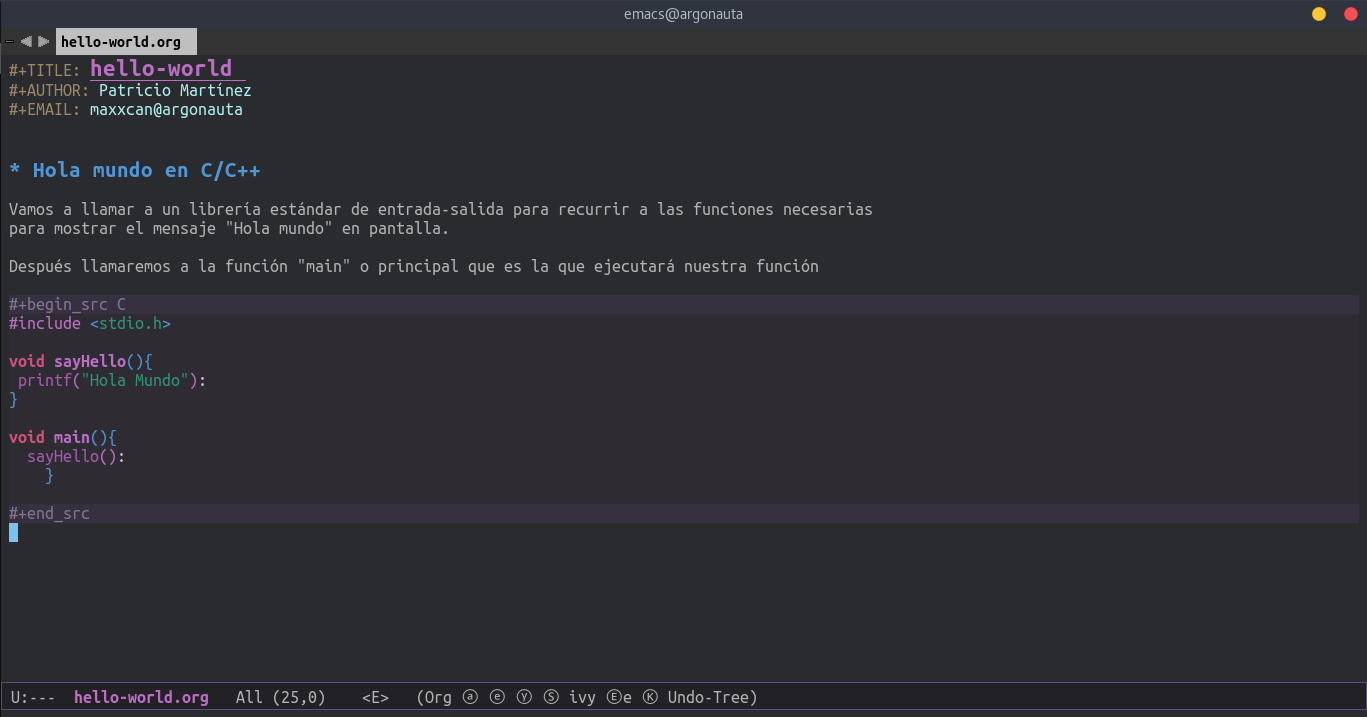 emacs@argonauta
hello-world.org
#+TITLE: hello-world
#+AUTHOR: Patricio Martínez
#+EMAIL: maxxcan@argonauta
* Hola mundo en C/C++
Vamos a llamar a un librería estándar de entrada-salida para recurrir a las funciones necesarias
para mostrar el mensaje "Hola mundo" en pantalla.
Después llamaremos a la función "main" o principal que es la que ejecutará nuestra función
#+begin_src C
#include <stdio.h>
void sayHello(){
 printf("Hola Mundo"):
}
void main(){
  sayHello():
    }
#+end_src
U:---  hello-world.org   All (25,0)    <E>   (Org ⓐ ⓔ ⓨ Ⓢ ivy Ⓔe Ⓚ Undo-Tree)